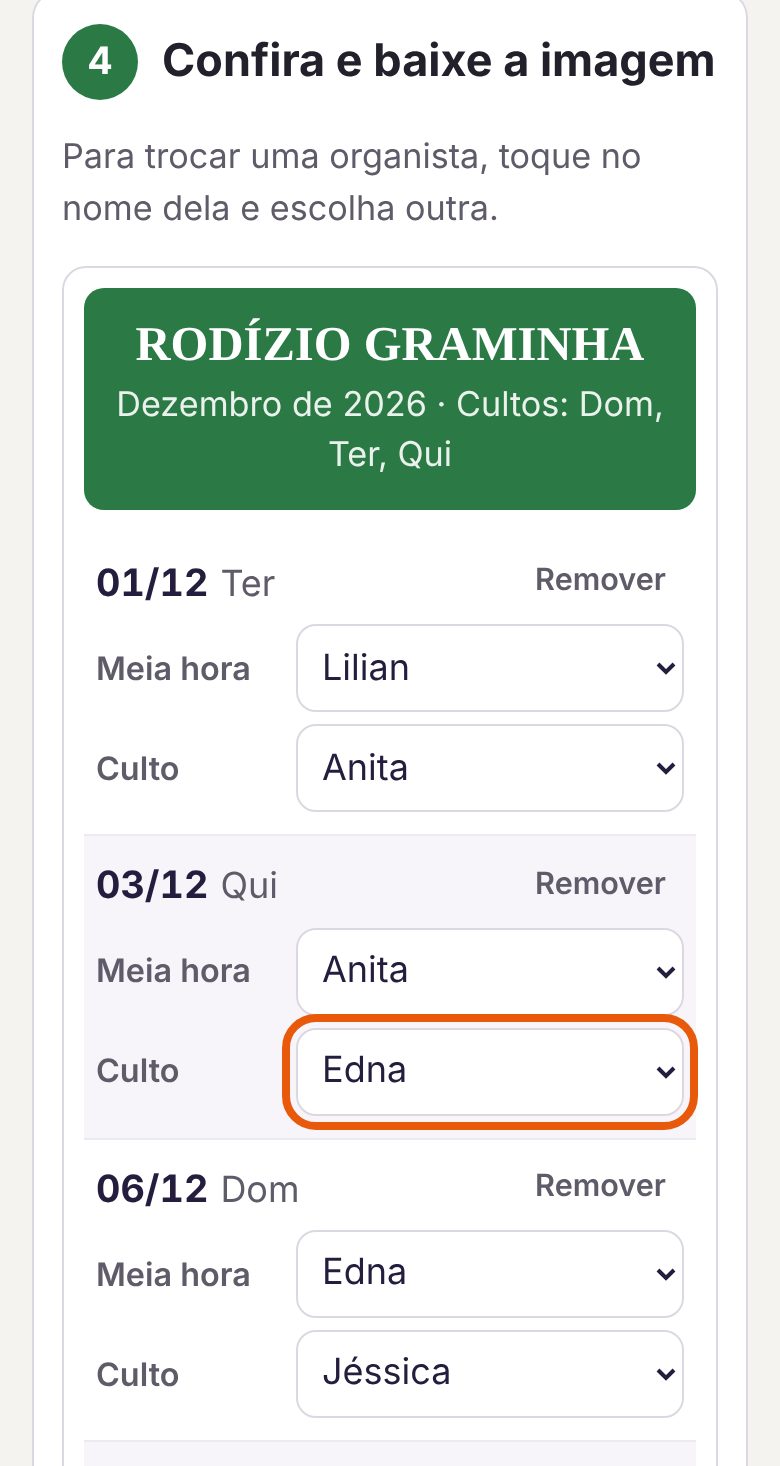 4 Confira e baixe a imagem
Para trocar uma organista, toque no
nome dela e escolha outra.
RODÍZIO GRAMINHA
Dezembro de 2026 · Cultos: Dom,
Ter, Qui
01/12 Ter Remover
Meia hora Lilian
Culto Anita
03/12 Qui Remover
Meia hora Anita
Culto Edna
06/12 Dom Remover
Meia hora Edna
Culto Jéssica